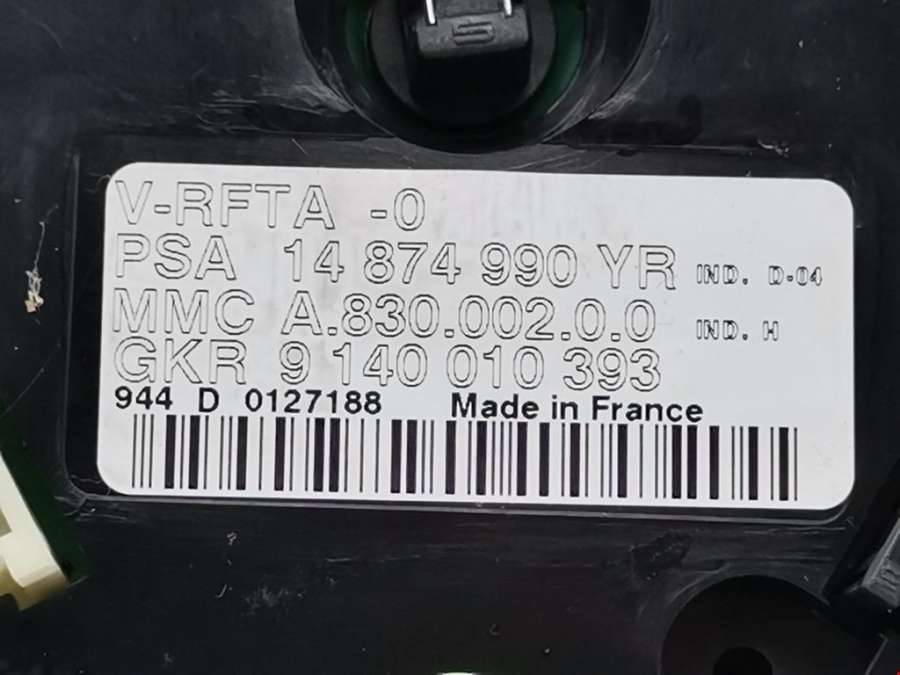 5
V-RFTA -0
PSA 14 874 990 YR IND. D-04
MMC A.830.002.0.0 IND. H
GKR 9 140 010 393
944 D 0127188 Made in France